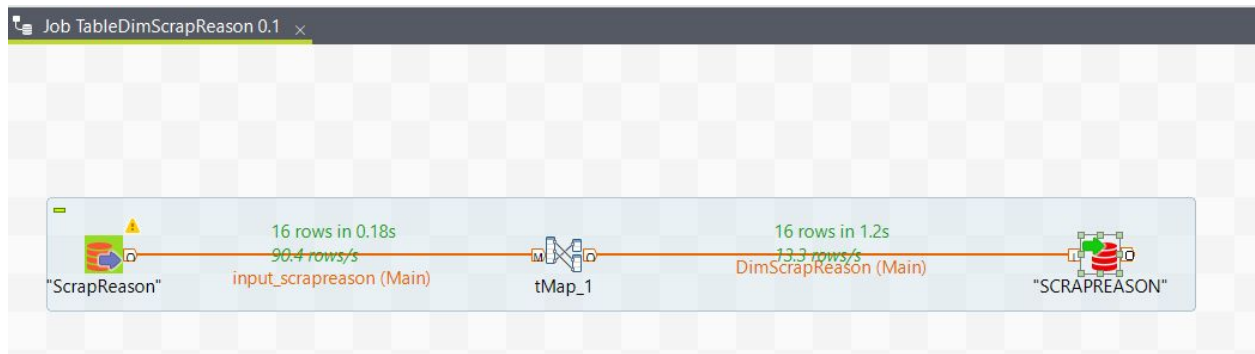 Job TableDimScrapReason 0.1
16 rows in 0.18s
90.4 rows/s
input_scrapreason (Main)
16 rows in 1.2s
13.3 rows/s
DimScrapReason (Main)
"ScrapReason"
M
tMap_1
"SCRAPREASON"